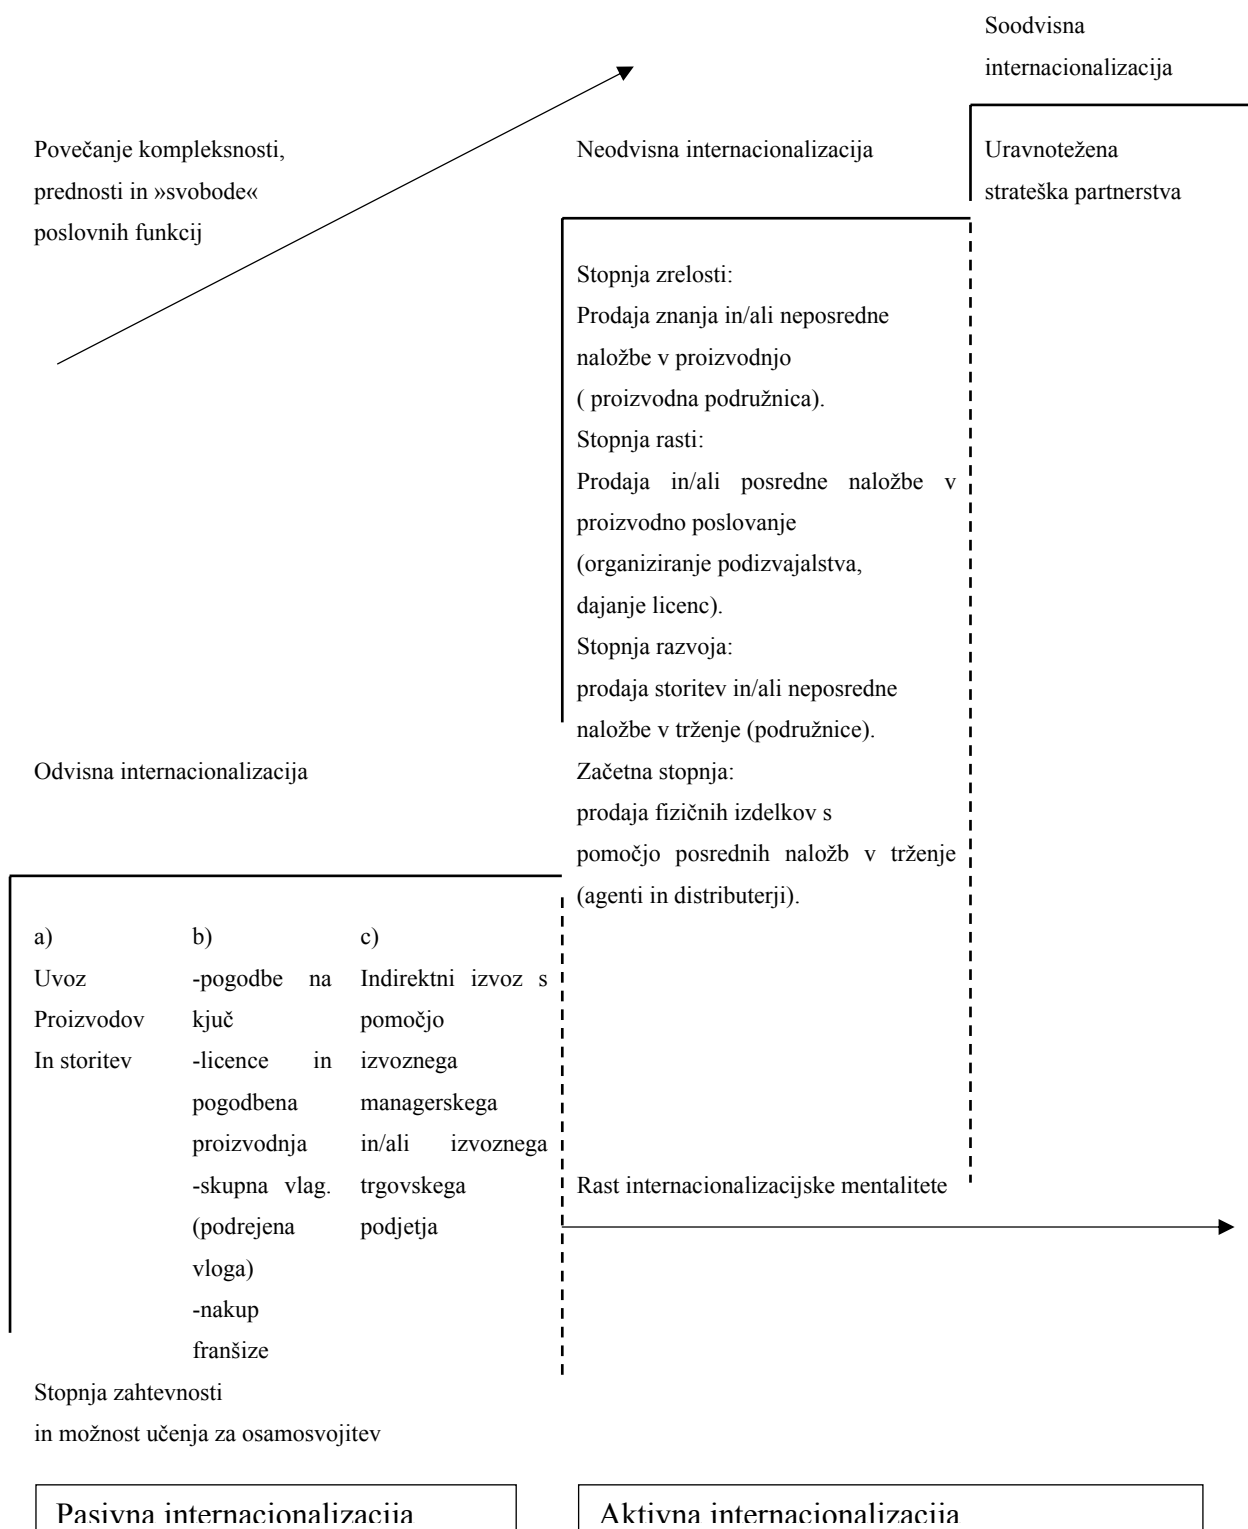 Soodvisna
internacionalizacija
Povečanje kompleksnosti,
prednosti in »svobode«
poslovnih funkcij
Neodvisna internacionalizacija
Uravnotežena
strateška partnerstva
Stopnja zrelosti:
Prodaja znanja in/ali neposredne
naložbe v proizvodnjo
( proizvodna podružnica).
Stopnja rasti:
Prodaja in/ali posredne naložbe v
proizvodno poslovanje
(organiziranje podizvajalstva,
dajanje licenc).
Stopnja razvoja:
prodaja storitev in/ali neposredne
naložbe v trženje (podružnice).
Začetna stopnja:
prodaja fizičnih izdelkov s
pomočjo posrednih naložb v trženje
(agenti in distributerji).
Odvisna internacionalizacija
a)
Uvoz
Proizvodov
In storitev
b)
-pogodbe na
kjuč
-licence in
pogodbena
proizvodnja
-skupna vlag.
(podrejena
vloga)
-nakup
franšize
c)
Indirektni izvoz s
pomočjo
izvoznega
managerskega
in/ali izvoznega
trgovskega
podjetja
Rast internacionalizacijske mentalitete
Stopnja zahtevnosti
in možnost učenja za osamosvojitev
Pasivna internacionalizacija
Aktivna internacionalizacija